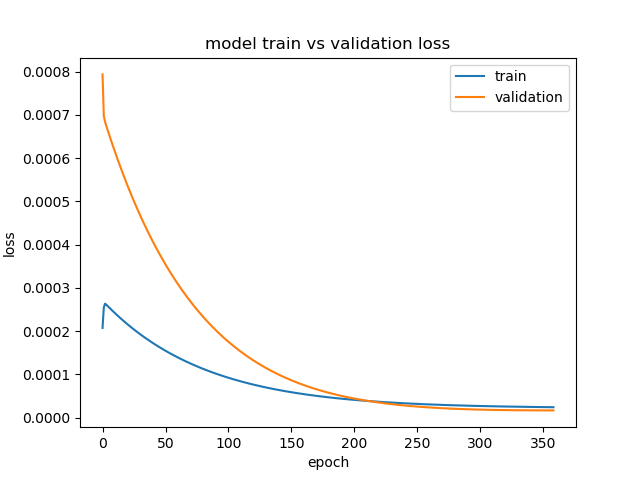 model train vs validation loss
train
validation
0.0008
0.0007
0.0006
0.0005
0.0004
0.0003
0.0002
0.0001
0.0000
loss
0 50 100 150 200 250 300 350
epoch